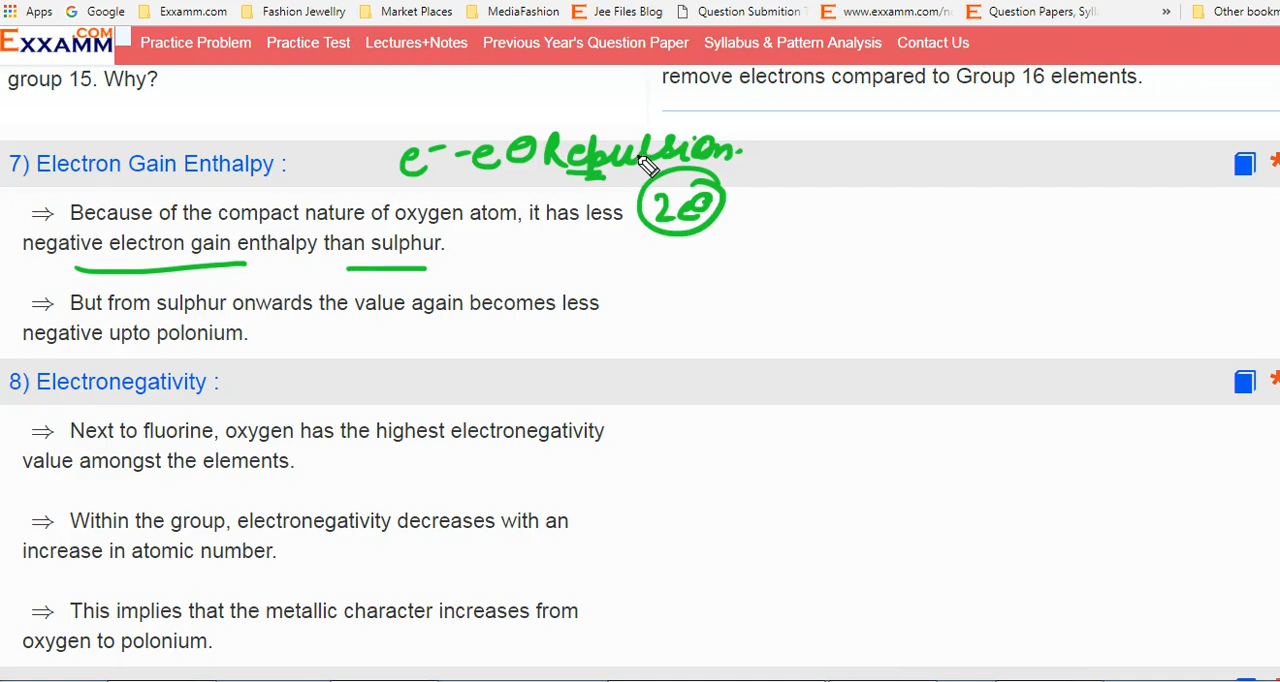 Apps Google Exxamm.com Fashion Jewellry Market Places MediaFashion Jee Files Blog Question Submition www.exxamm.com/n Question Papers, Syll » Other bookm
EXXAMM.COM Practice Problem Practice Test Lectures+Notes Previous Year's Question Paper Syllabus & Pattern Analysis Contact Us
group 15. Why?
remove electrons compared to Group 16 elements.
e⁻-e⊖ Repulsion.
7) Electron Gain Enthalpy :
2e⊖
⇒ Because of the compact nature of oxygen atom, it has less
negative electron gain enthalpy than sulphur.
⇒ But from sulphur onwards the value again becomes less
negative upto polonium.
8) Electronegativity :
⇒ Next to fluorine, oxygen has the highest electronegativity
value amongst the elements.
⇒ Within the group, electronegativity decreases with an
increase in atomic number.
⇒ This implies that the metallic character increases from
oxygen to polonium.